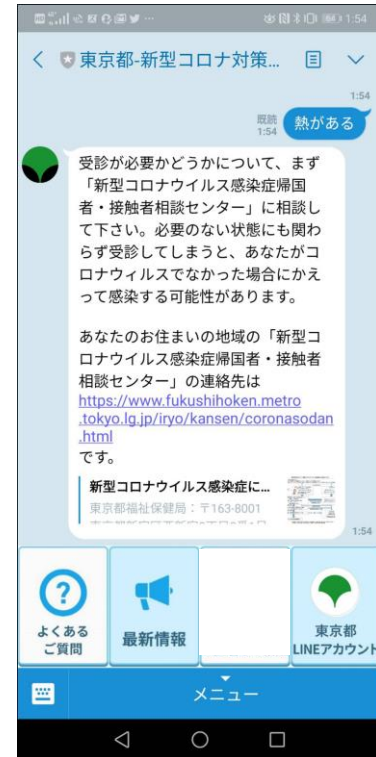 1:54
東京都-新型コロナ対策...
1:54
既読
1:54
熱がある
受診が必要かどうかについて、まず
「新型コロナウイルス感染症帰国
者・接触者相談センター」に相談し
て下さい。必要のない状態にも関わ
らず受診してしまうと、あなたがコ
ロナウィルスでなかった場合にかえ
って感染する可能性があります。
あなたのお住まいの地域の「新型コ
ロナウイルス感染症帰国者・接触者
相談センター」の連絡先は
https://www.fukushihoken.metro
.tokyo.lg.jp/iryo/kansen/coronasodan
.html
です。
新型コロナウイルス感染症に...
東京都福祉保健局：〒163-8001
1:54
よくある
ご質問
最新情報
東京都
LINEアカウント
メニュー